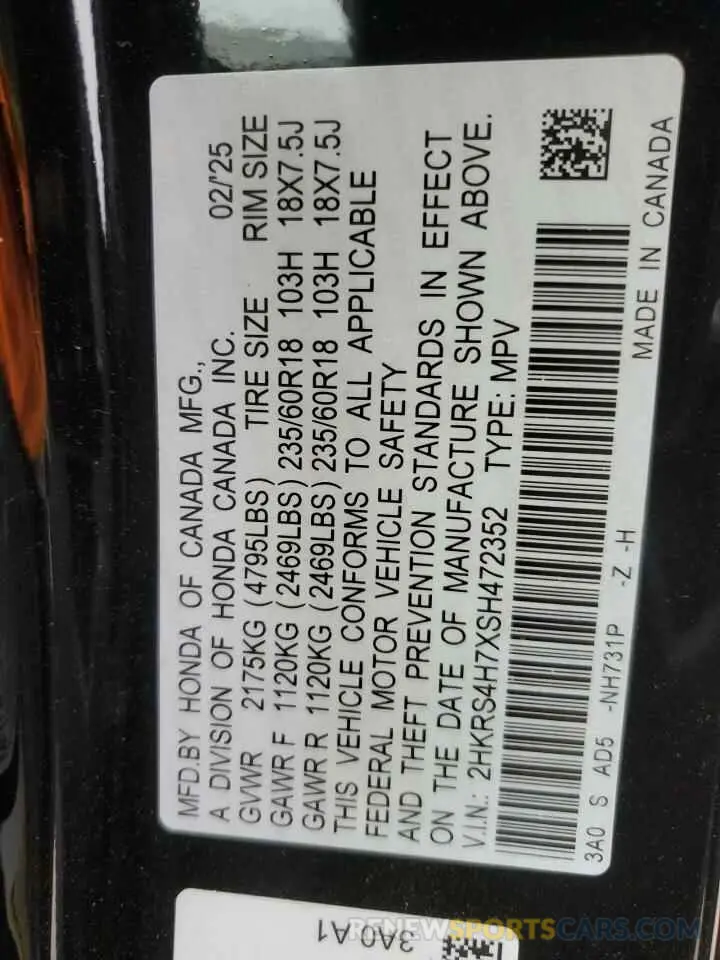 MFD.BY HONDA OF CANADA MFG.,
A DIVISION OF HONDA CANADA INC. 02/'25
GVWR 2175KG (4795LBS) TIRE SIZE RIM SIZE
GAWR F 1120KG (2469LBS) 235/60R18 103H 18X7.5J
GAWR R 1120KG (2469LBS) 235/60R18 103H 18X7.5J
THIS VEHICLE CONFORMS TO ALL APPLICABLE
FEDERAL MOTOR VEHICLE SAFETY
AND THEFT PREVENTION STANDARDS IN EFFECT
ON THE DATE OF MANUFACTURE SHOWN ABOVE.
V.I.N.: 2HKRS4H7XSH472352 TYPE: MPV
3A0 S AD5 -NH731P -Z -H
MADE IN CANADA
3A0 A1
RENEWSPORTSCARS.COM